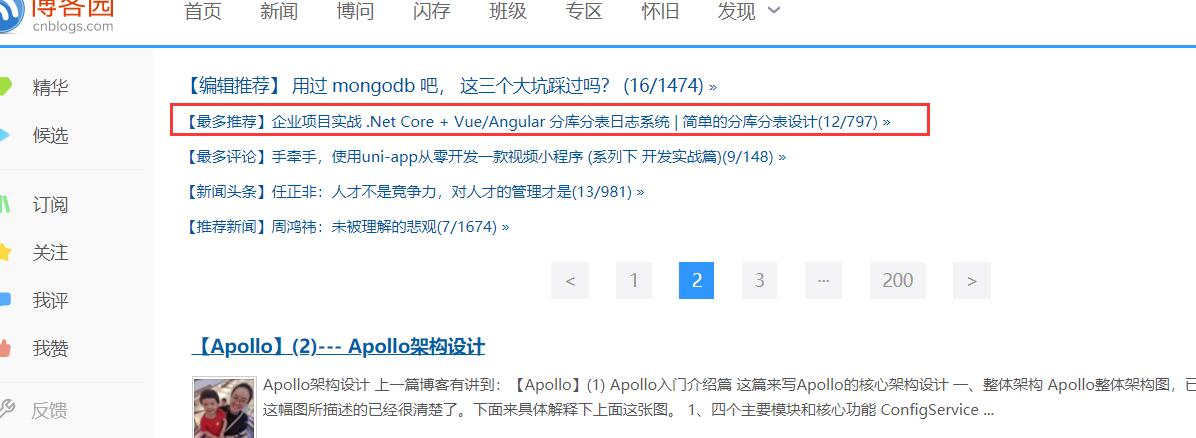 博客园
cnblogs.com
首页 新闻 博问 闪存 班级 专区 怀旧 发现
精华
候选
订阅
关注
我评
我赞
反馈
【编辑推荐】 用过 mongodb 吧， 这三个大坑踩过吗？ (16/1474) »
【最多推荐】企业项目实战 .Net Core + Vue/Angular 分库分表日志系统 | 简单的分库分表设计(12/797) »
【最多评论】手牵手，使用uni-app从零开发一款视频小程序 (系列下 开发实战篇)(9/148) »
【新闻头条】任正非：人才不是竞争力，对人才的管理才是(13/981) »
【推荐新闻】周鸿祎：未被理解的悲观(7/1674) »
< 1 2 3 ··· 200 >
【Apollo】(2)--- Apollo架构设计
Apollo架构设计 上一篇博客有讲到：【Apollo】(1) Apollo入门介绍篇 这篇来写Apollo的核心架构设计 一、整体架构 Apollo整体架构图，已
这幅图所描述的已经很清楚了。下面来具体解释下上面这张图。 1、四个主要模块和核心功能 ConfigService ...